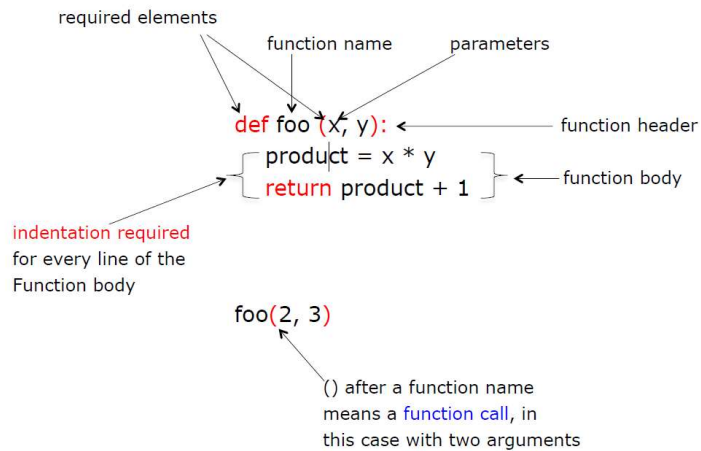 required elements
function name
parameters
def foo (x, y):
function header
product = x * y
return product + 1
function body
indentation required
for every line of the
Function body
foo(2, 3)
() after a function name
means a function call, in
this case with two arguments